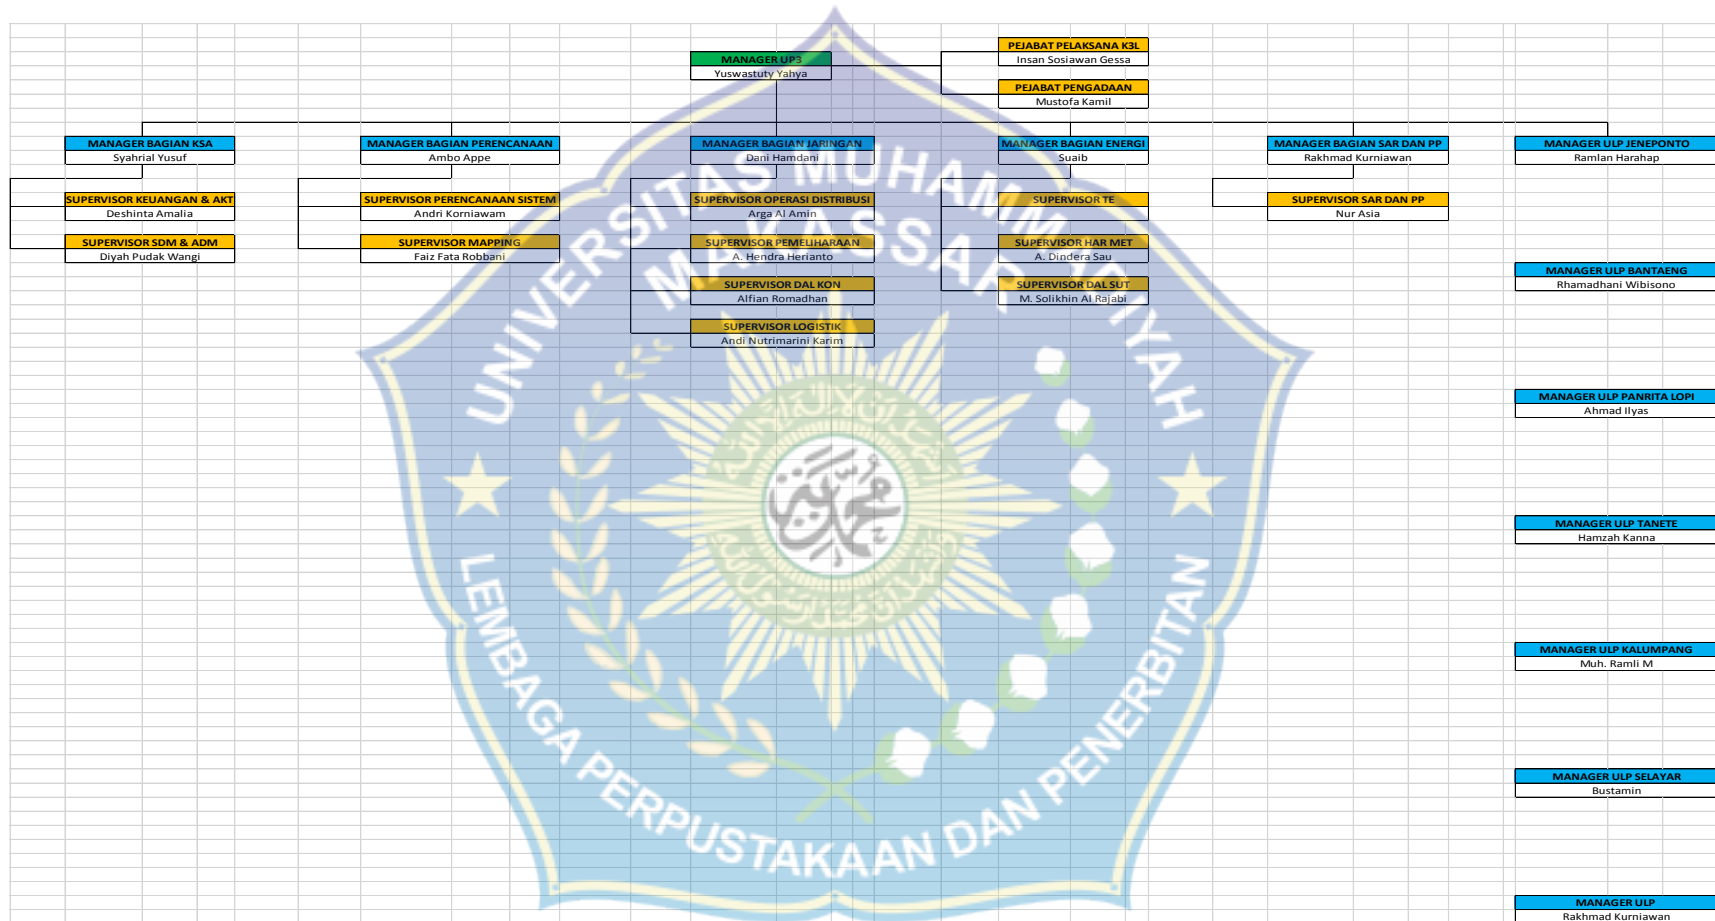 PEJABAT PELAKSANA K3L
Insan Sosiawan Gessa
MANAGER UP3
Yuswastuty Yahya
PEJABAT PENGADAAN
Mustofa Kamil
MANAGER BAGIAN KSA
Syahrial Yusuf
MANAGER BAGIAN PERENCANAAN
Ambo Appe
MANAGER BAGIAN JARINGAN
Dani Hamdani
MANAGER BAGIAN ENERGI
Suaib
MANAGER BAGIAN SAR DAN PP
Rakhmad Kurniawan
MANAGER ULP JENEPONTO
Ramlan Harahap
SUPERVISOR KEUANGAN & AKT
Deshinta Amalia
SUPERVISOR SDM & ADM
Diyah Pudak Wangi
SUPERVISOR PERENCANAAN SISTEM
Andri Korniawam
SUPERVISOR MAPPING
Faiz Fata Robbani
SUPERVISOR OPERASI DISTRIBUSI
Arga Al Amin
SUPERVISOR PEMELIHARAAN
A. Hendra Herianto
SUPERVISOR DAL KON
Alfian Romadhan
SUPERVISOR LOGISTIK
Andi Nutrimarini Karim
SUPERVISOR TE
SUPERVISOR HAR MET
A. Dindera Sau
SUPERVISOR DAL SUT
M. Solikhin Al Rajabi
SUPERVISOR SAR DAN PP
Nur Asia
MANAGER ULP BANTAENG
Rhamadhani Wibisono
MANAGER ULP PANRITA LOPI
Ahmad Ilyas
MANAGER ULP TANETE
Hamzah Kanna
MANAGER ULP KALUMPANG
Muh. Ramli M
MANAGER ULP SELAYAR
Bustamin
MANAGER ULP
Rakhmad Kurniawan
UNIVERSITAS MUHAMMADIYAH
MAKASSAR
LEMBAGA PERPUSTAKAAN DAN PENERBITAN